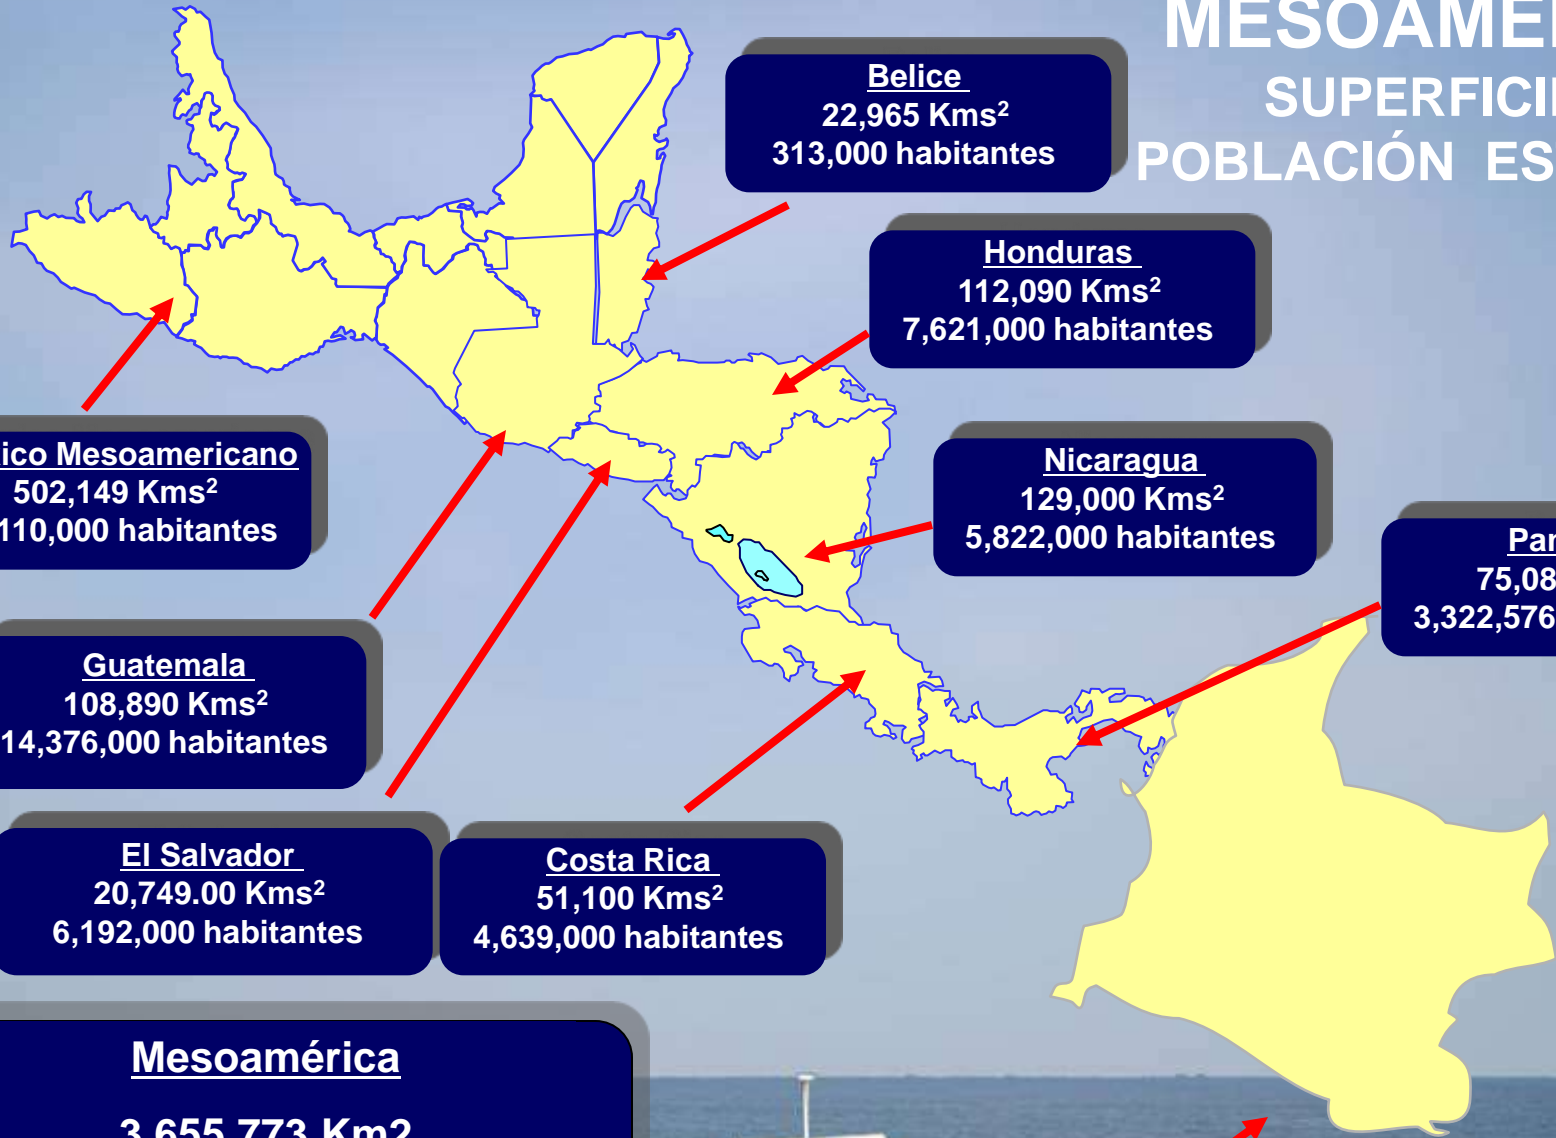 SUPERFICI
POBLACIÓN ES
Belice
22,965 Kms²
313,000 habitantes
Honduras
112,090 Kms²
7,621,000 habitantes
Mesoamericano
502,149 Kms²
110,000 habitantes
Nicaragua
129,000 Kms²
5,822,000 habitantes
75,08
3,322,576
Guatemala
108,890 Kms²
14,376,000 habitantes
El Salvador
20,749.00 Kms²
6,192,000 habitantes
Costa Rica
51,100 Kms²
4,639,000 habitantes
Mesoamérica
3,655,773 Km2